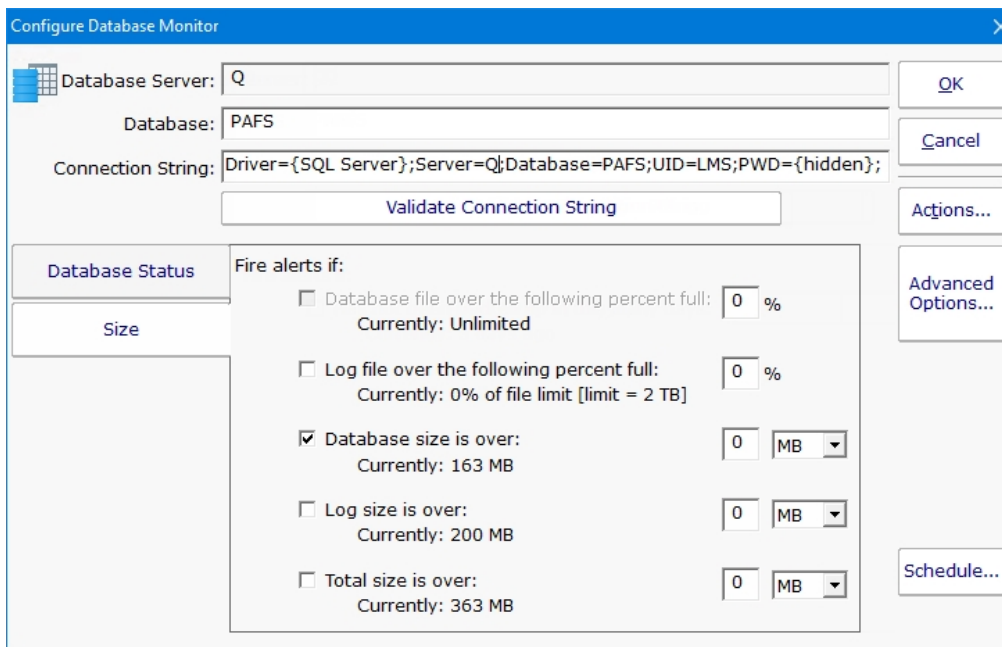 Configure Database Monitor
Database Server: Q
OK
Database: PAFS
Cancel
Connection String: Driver={SQL Server};Server=Q;Database=PAFS;UID=LMS;PWD={hidden};
Validate Connection String
Actions...
Database Status
Size
Advanced
Options...
Fire alerts if:
Database file over the following percent full: 0 %
Currently: Unlimited
Log file over the following percent full: 0 %
Currently: 0% of file limit [limit = 2 TB]
Database size is over: 0 MB
Currently: 163 MB
Log size is over: 0 MB
Currently: 200 MB
Total size is over: 0 MB
Currently: 363 MB
Schedule...